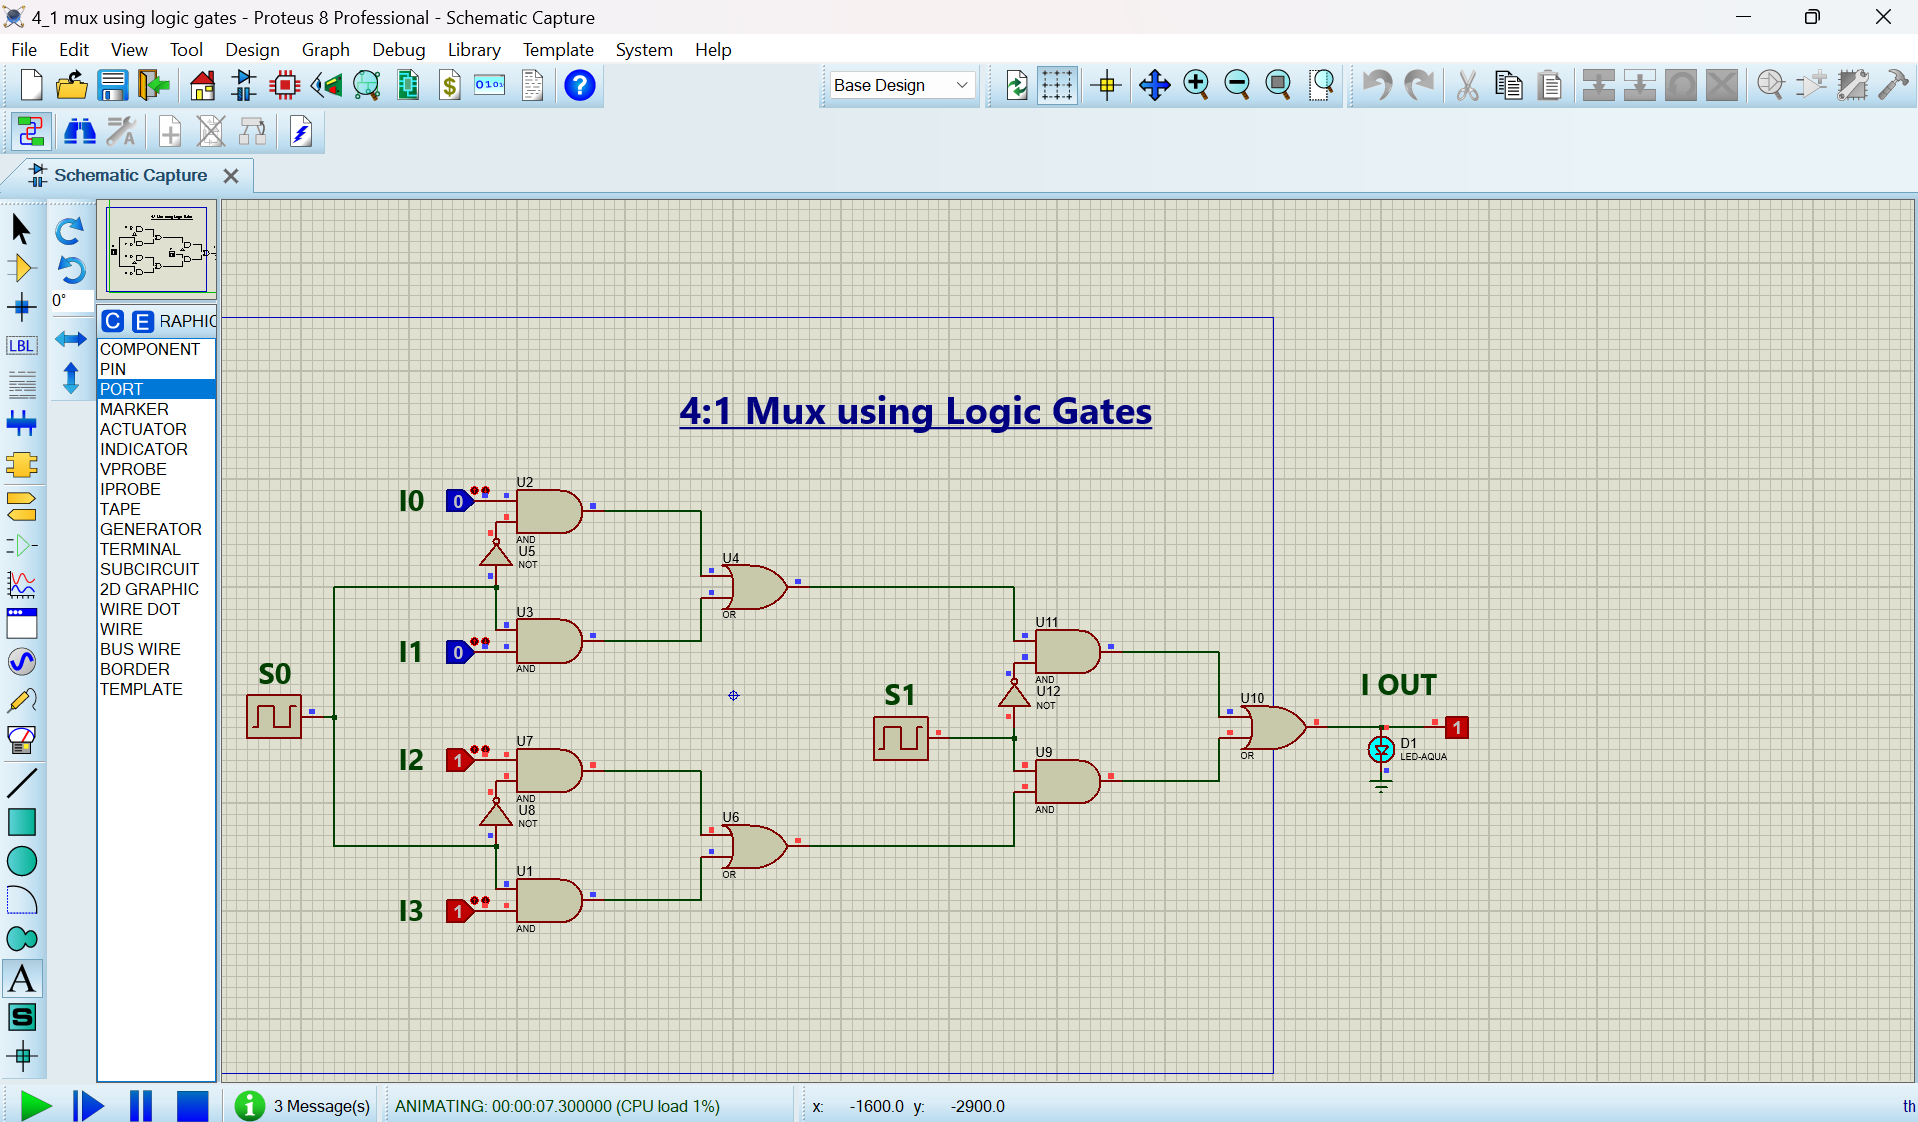 4_1 mux using logic gates - Proteus 8 Professional - Schematic Capture
File Edit View Tool Design Graph Debug Library Template System Help
Base Design
Schematic Capture
0°
C E RAPHIC
LBL
COMPONENT
PIN
PORT
MARKER
ACTUATOR
INDICATOR
VPROBE
IPROBE
TAPE
GENERATOR
TERMINAL
SUBCIRCUIT
2D GRAPHIC
WIRE DOT
WIRE
BUS WIRE
BORDER
TEMPLATE
A
S
4:1 Mux using Logic Gates
I0 0 U2
AND
U5
NOT
U4
OR
U3
I1 0
AND
S0
U11
AND
U12
NOT
S1
I2 1 U7
AND
U8
NOT
U9
AND
U10
OR
I OUT
1
D1
LED-AQUA
U6
OR
U1
I3 1
AND
3 Message(s) ANIMATING: 00:00:07.300000 (CPU load 1%) x: -1600.0 y: -2900.0 th